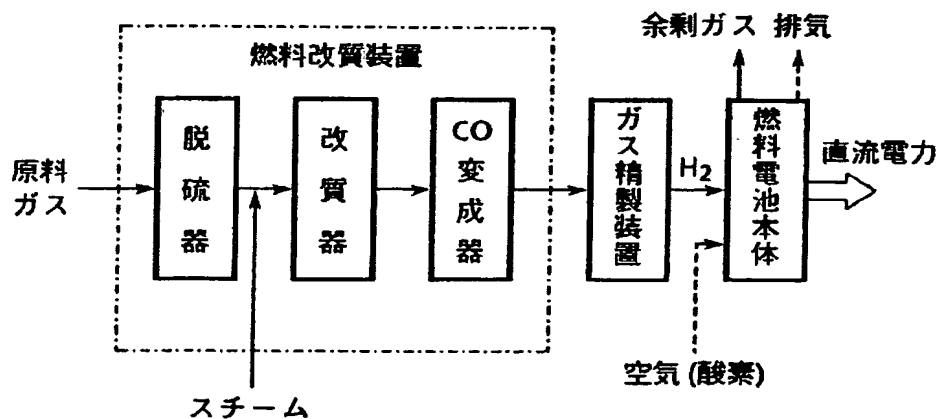 余剰ガス 排気
燃料改質装置
原料
ガス
脱硫器
改質器
CO
変成器
ガス精製装置
H2
燃料電池本体
直流電力
空気(酸素)
スチーム